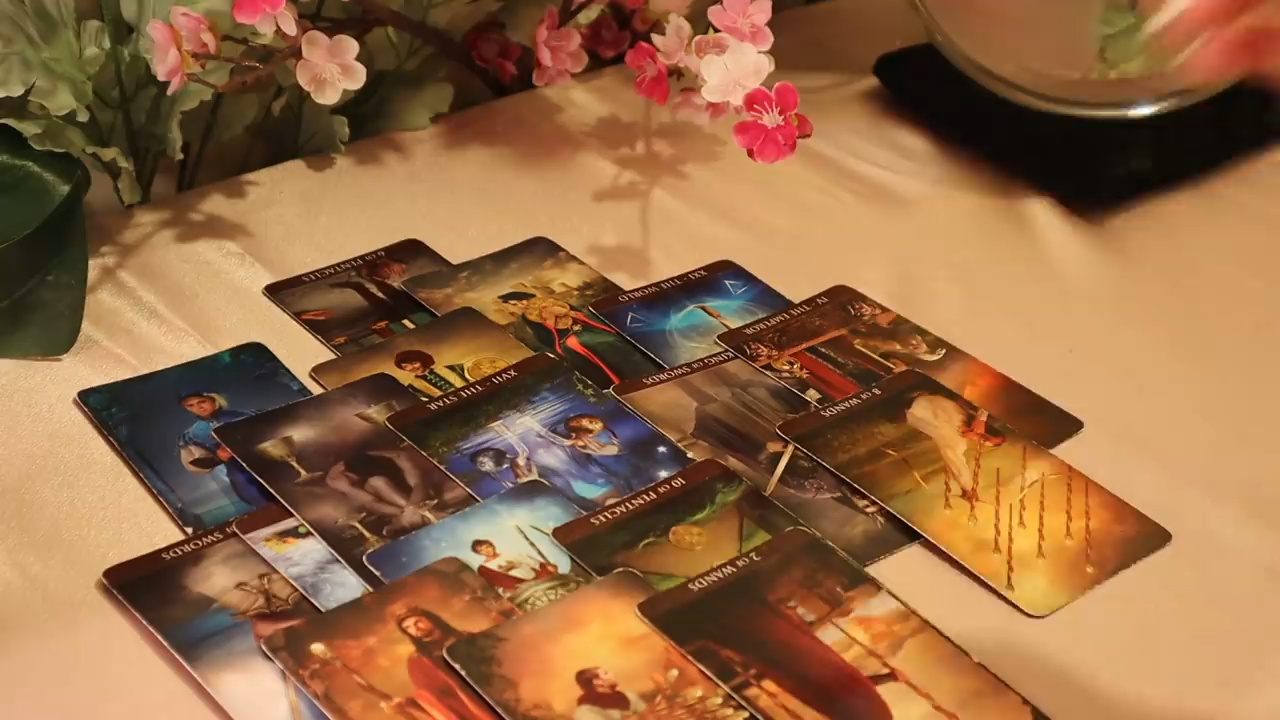 6 OF PENTACLES
XXI - THE WORLD
IV - THE EMPEROR
KING OF SWORDS
XVII - THE STAR
8 OF WANDS
10 OF PENTACLES
SWORDS
2 OF WANDS